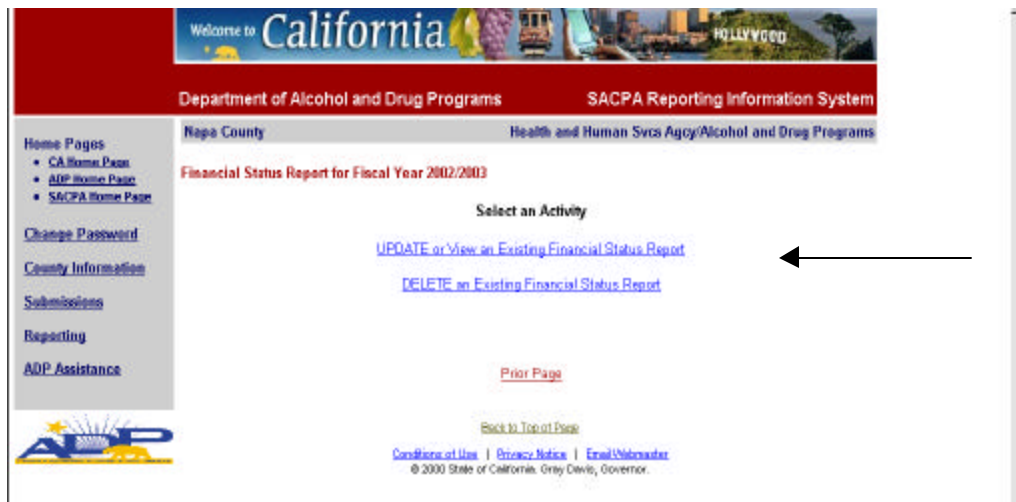 Welcome to California
HOLLYWOOD
Department of Alcohol and Drug Programs SACPA Reporting Information System
Napa County Health and Human Svcs Agcy/Alcohol and Drug Programs
Home Pages
• CA Home Page
• ADP Home Page
• SACPA Home Page
Change Password
County Information
Submissions
Reporting
ADP Assistance
Financial Status Report for Fiscal Year 2002/2003
Select an Activity
UPDATE or View an Existing Financial Status Report
DELETE an Existing Financial Status Report
Prior Page
ADP
Back to Top of Page
Conditions of Use | Privacy Notice | Email Webmaster
© 2000 State of California. Gray Davis, Governor.